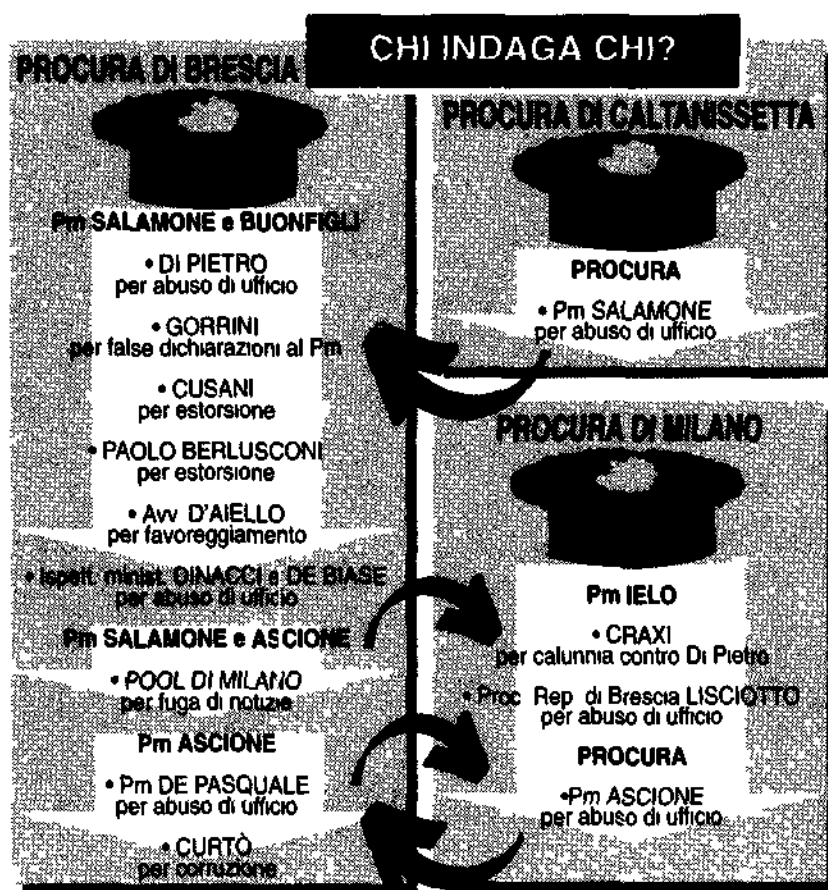 CHI INDAGA CHI?
PROCURA DI BRESCIA
Pm SALAMONE e BUONFIGLI
• DI PIETRO
per abuso di ufficio
• GORRINI
per false dichiarazioni al Pm
• CUSANI
per estorsione
• PAOLO BERLUSCONI
per estorsione
• Avv D'AIELLO
per favoreggiamento
• Ispett. minist. DINACCI e DE BIASE
per abuso di ufficio
Pm SALAMONE e ASCIONE
• POOL DI MILANO
per fuga di notizie
Pm ASCIONE
• Pm DE PASQUALE
per abuso di ufficio
• CURTÒ
per corruzione
PROCURA DI CALTANISSETTA
PROCURA
• Pm SALAMONE
per abuso di ufficio
PROCURA DI MILANO
Pm IELO
• CRAXI
per calunnia contro Di Pietro
• Proc Rep di Brescia LISCIOTTO
per abuso di ufficio
PROCURA
•Pm ASCIONE
per abuso di ufficio